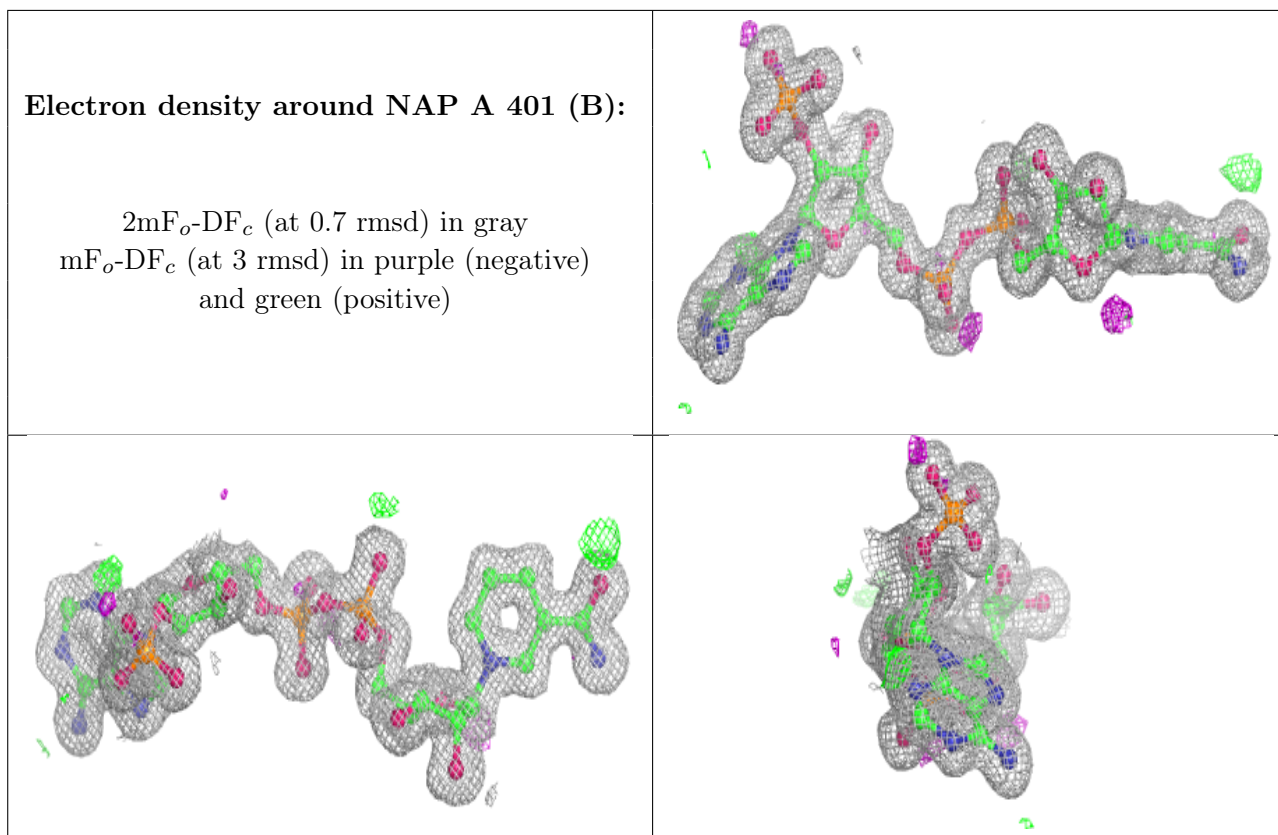 Electron density around NAP A 401 (B):
2mFo-DFc (at 0.7 rmsd) in gray
mFo-DFc (at 3 rmsd) in purple (negative)
and green (positive)